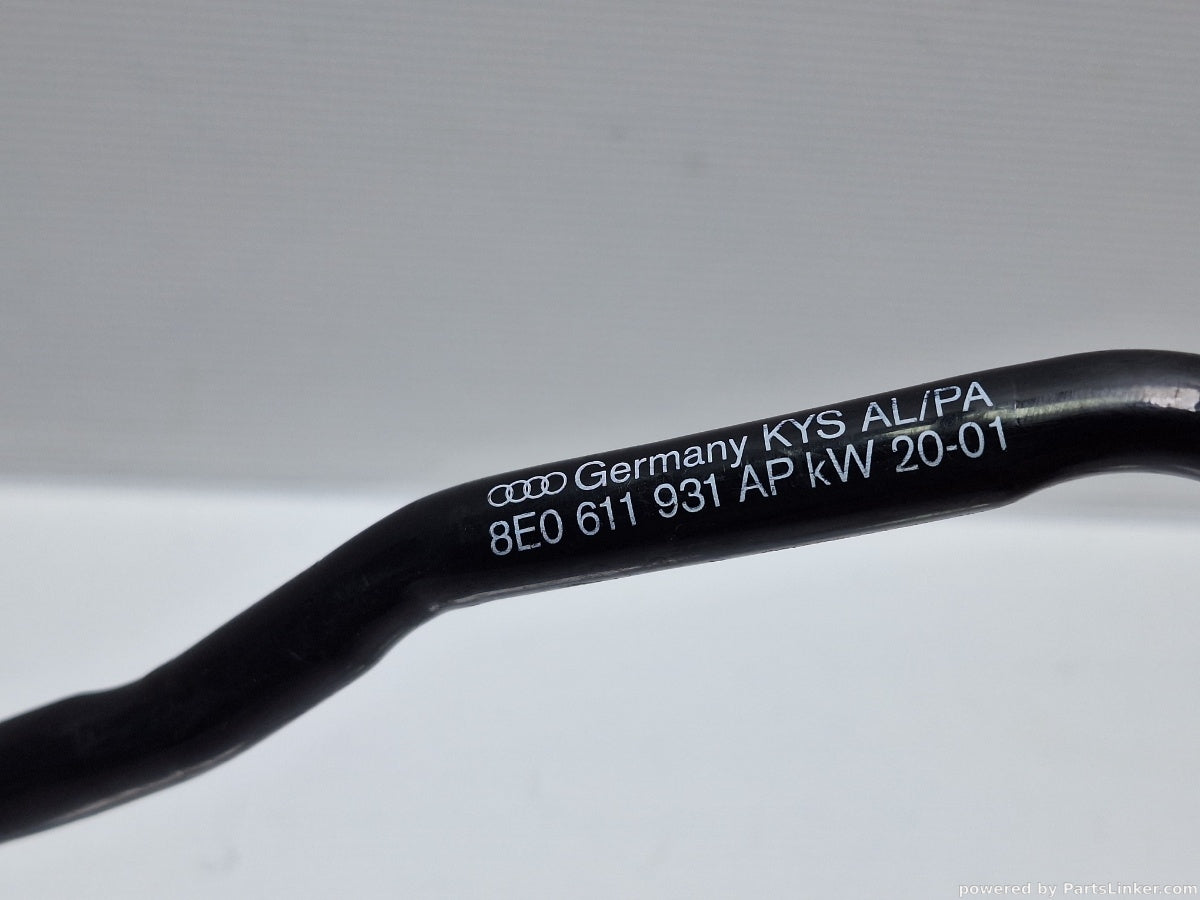 Germany KYS AL/PA
8E0 611 931 AP kW 20-01
powered by PartsLinker.com